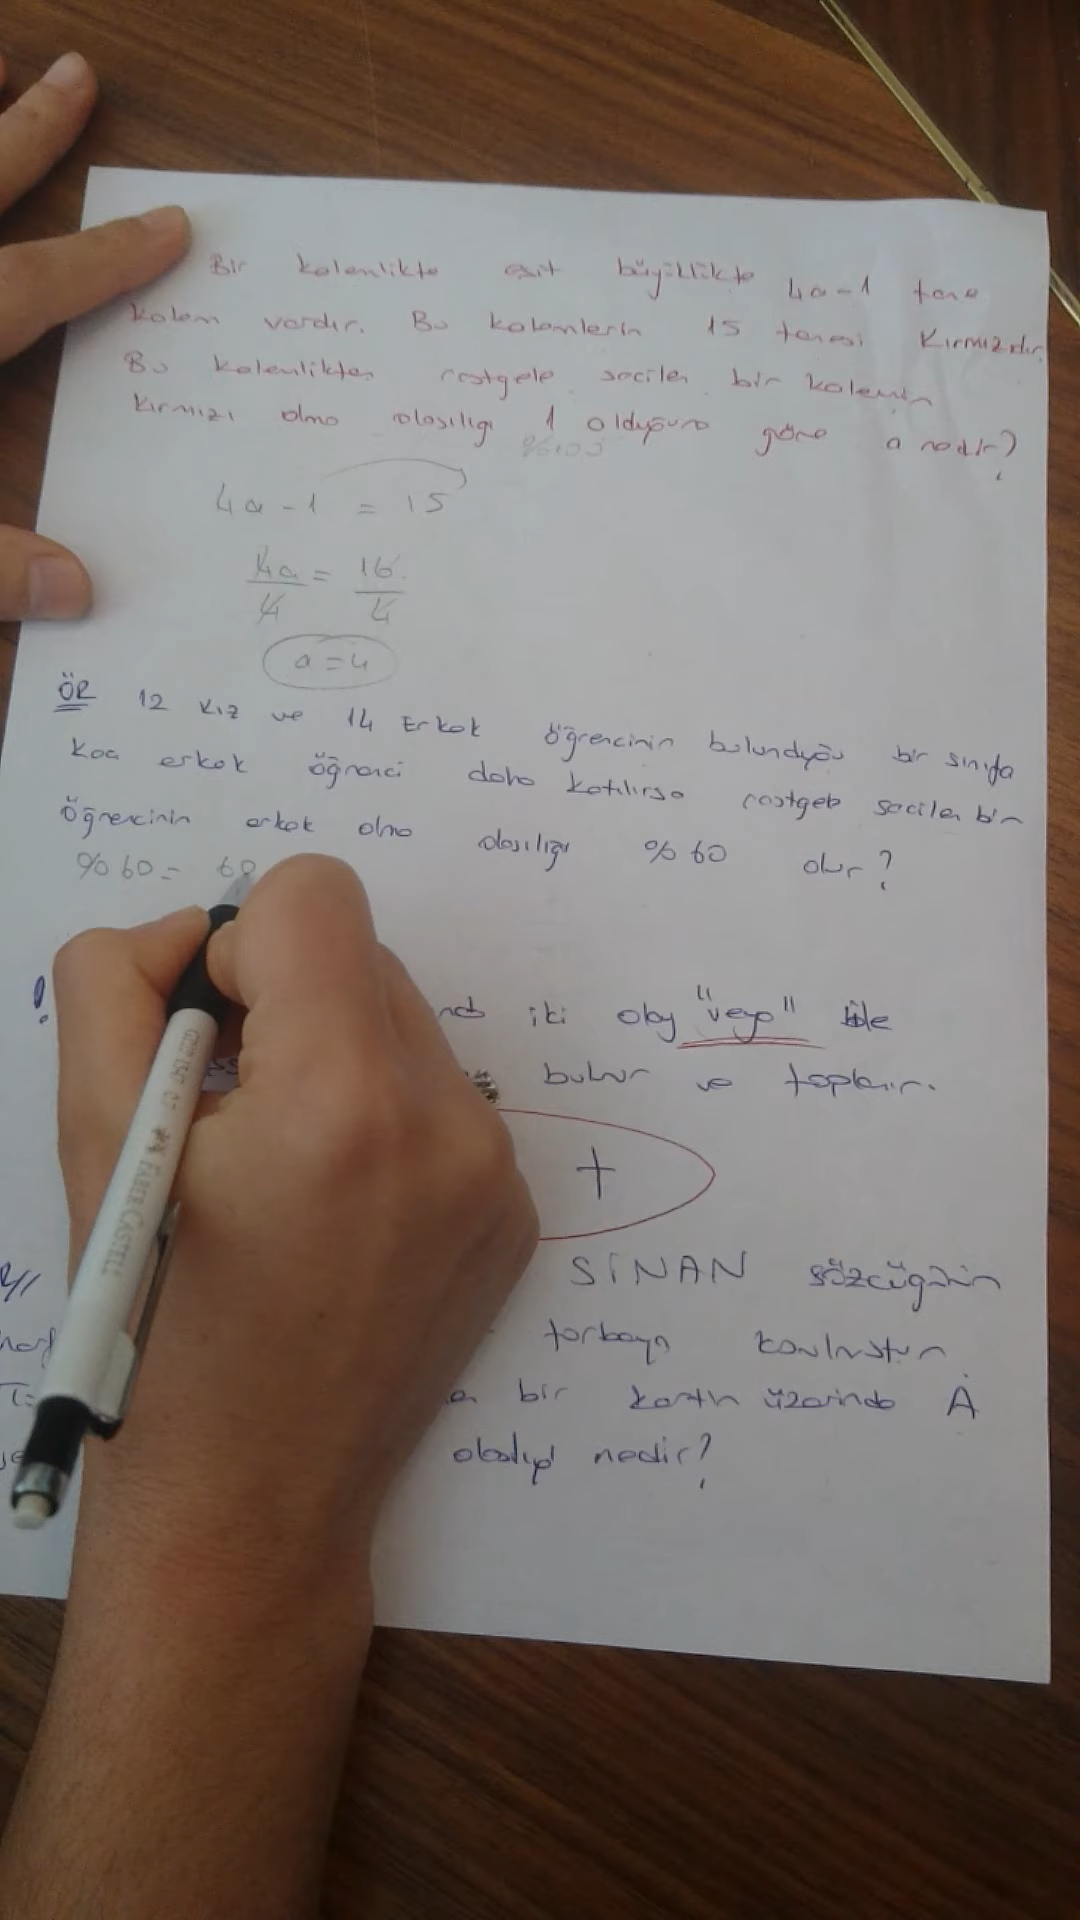 Bir kalemlikte eşit büyüklükte 4a-1 tane
kalem vardır. Bu kalemlerin 15 tanesi kırmızıdır.
Bu kalemlikten rastgele seçilen bir kalemin
kırmızı olma olasılığı 1 olduğuna göre a nedir?
%100
4a - 1 = 15
4a/4 = 16/4
a = 4
ÖR 12 kız ve 14 Erkek öğrencinin bulunduğu bir sınıfa
kaç erkek öğrenci daha katılırsa rastgele seçilen bir
öğrencinin erkek olma olasılığı % 60 olur?
% 60 = 60
! iki olay "veya" ile
bulunur ve toplanır.
+
SİNAN sözcüğünün
torbaya konulmuştur
bir kartın üzerinde A
olasılığı nedir?
FABER CASTELL